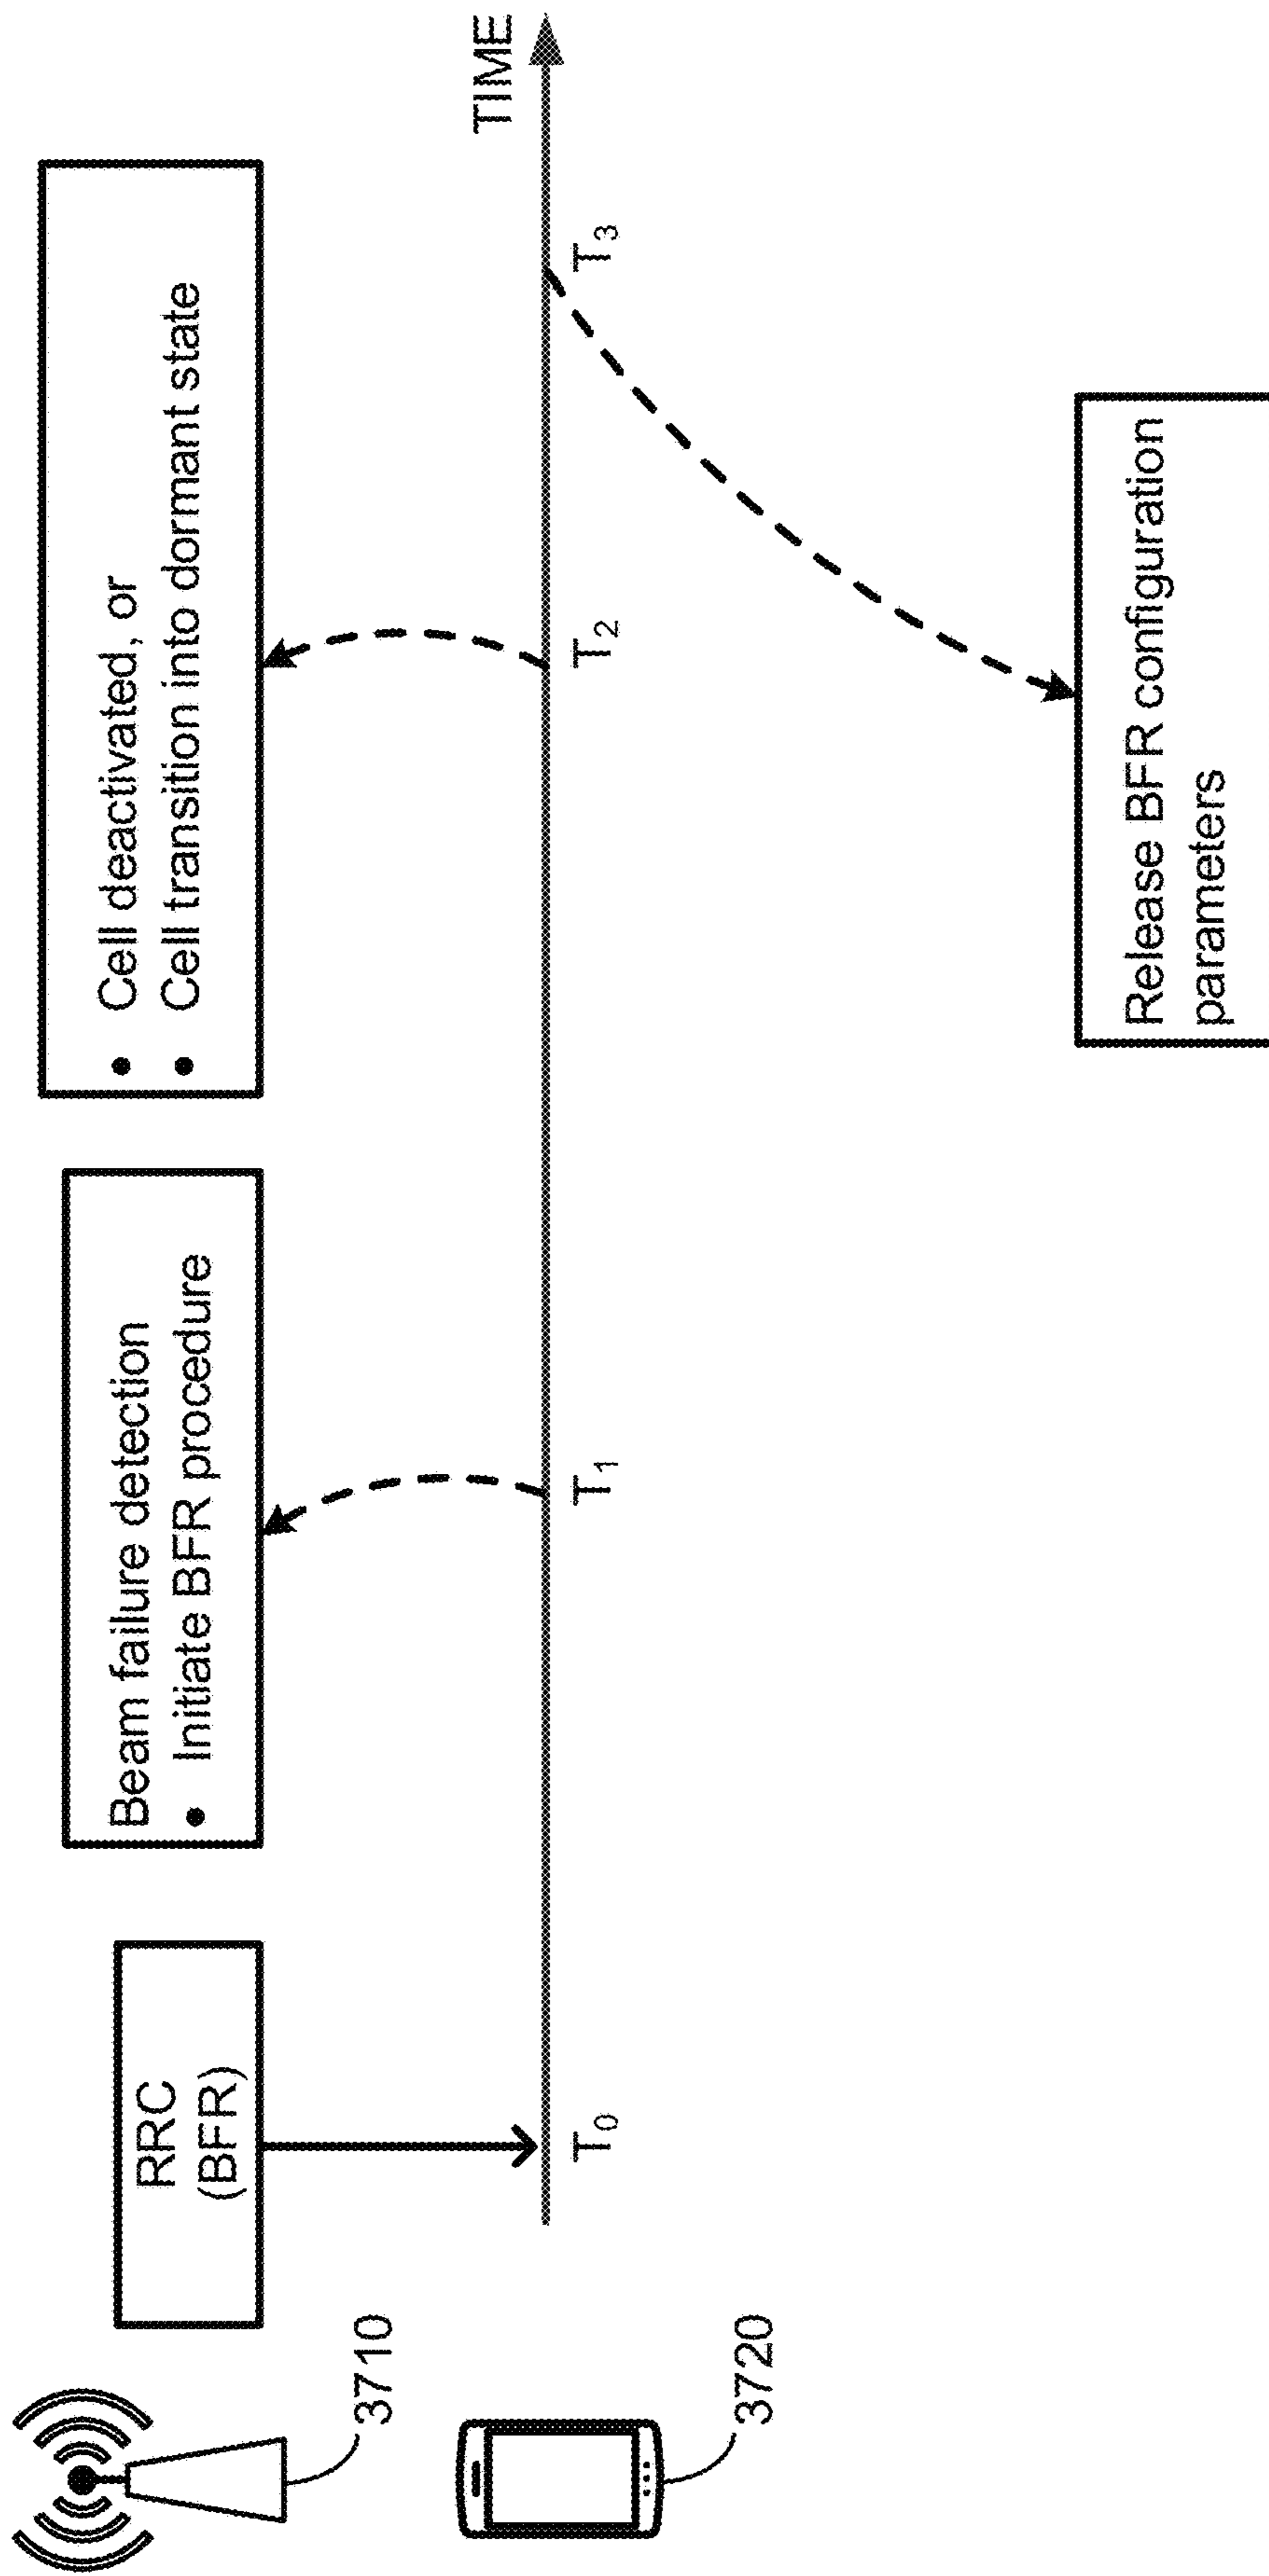 3710
3720
RRC
(BFR)
Beam failure detection
• Initiate BFR procedure
• Cell deactivated, or
• Cell transition into dormant state
TIME
T0
T1
T2
T3
Release BFR configuration
parameters